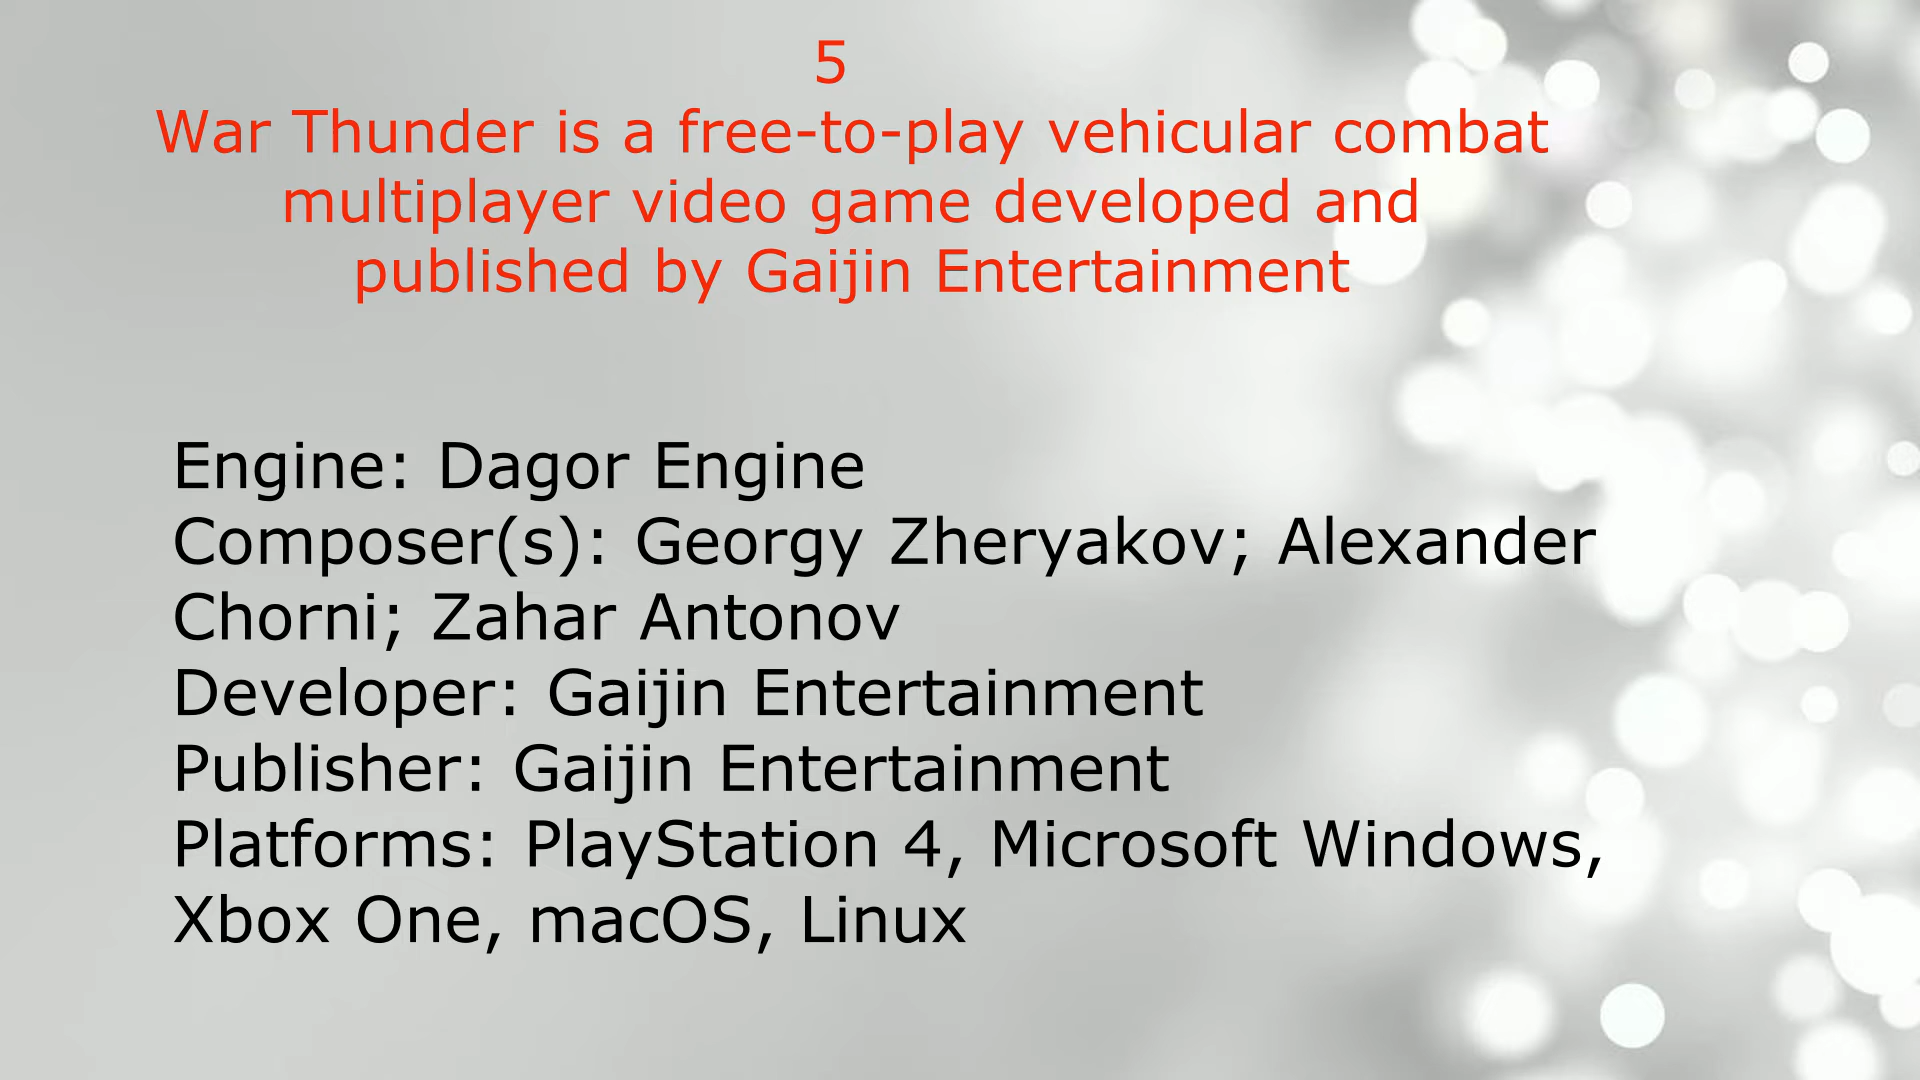 5
War Thunder is a free-to-play vehicular combat
multiplayer video game developed and
published by Gaijin Entertainment
Engine: Dagor Engine
Composer(s): Georgy Zheryakov; Alexander
Chorni; Zahar Antonov
Developer: Gaijin Entertainment
Publisher: Gaijin Entertainment
Platforms: PlayStation 4, Microsoft Windows,
Xbox One, macOS, Linux